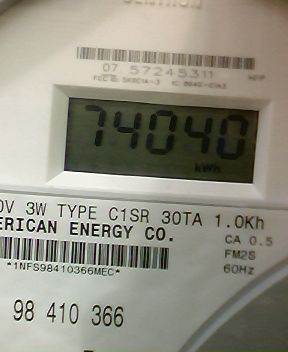 07 57245311
74040
kWh
0V 3W TYPE C1SR 30TA 1.0Kh
ERICAN ENERGY CO.
CA 0.5
FM2S
60Hz
*1NFS98410366MEC*
98 410 366